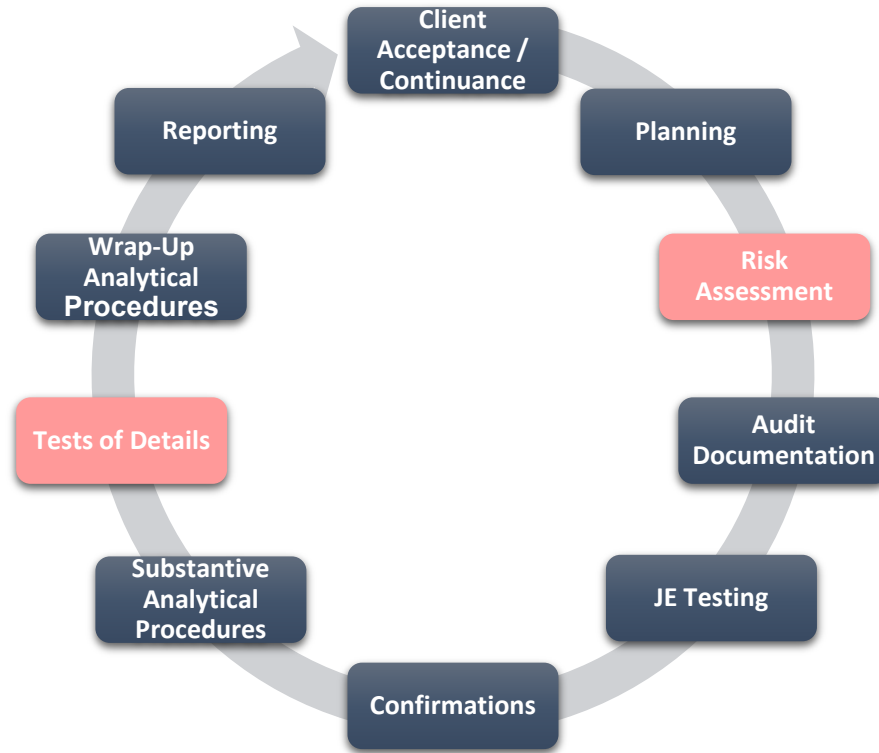 Client
Acceptance /
Continuance
Planning
Risk
Assessment
Audit
Documentation
JE Testing
Confirmations
Substantive
Analytical
Procedures
Tests of Details
Wrap-Up
Analytical
Procedures
Reporting